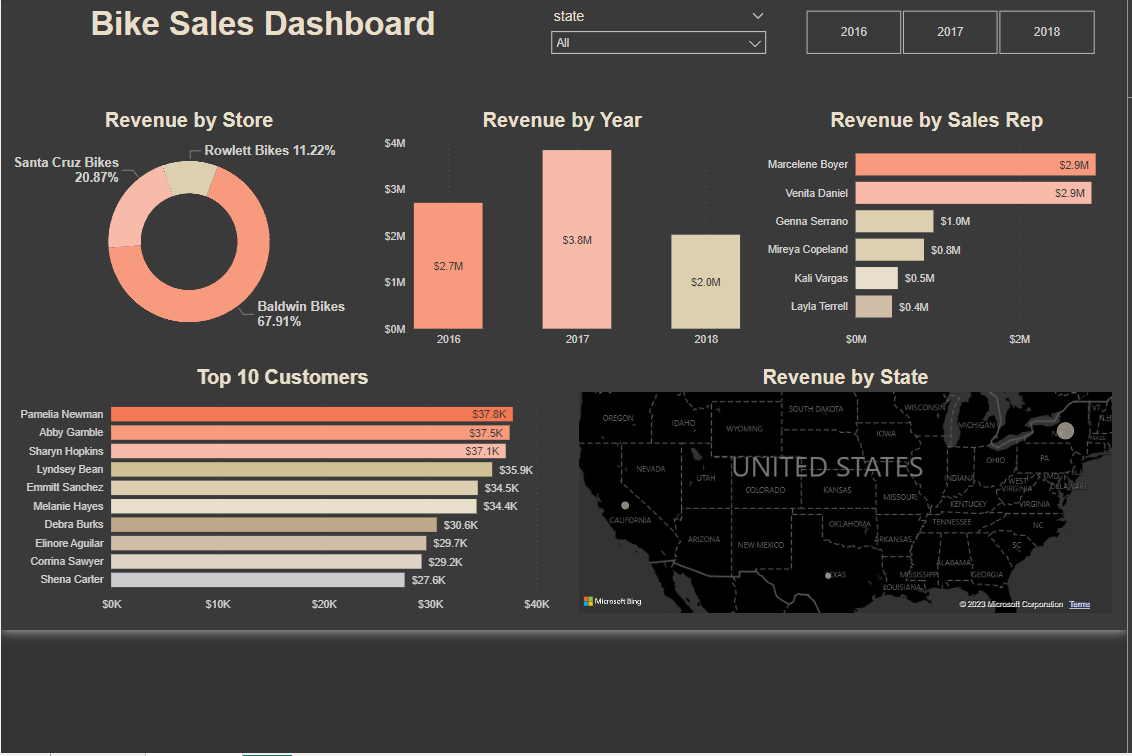 Bike Sales Dashboard
state
All
2016
2017
2018
Revenue by Store
Rowlett Bikes 11.22%
Santa Cruz Bikes
20.87%
Baldwin Bikes
67.91%
Revenue by Year
$4M
$3M
$2M
$1M
$0M
$2.7M
$3.8M
$2.0M
2016
2017
2018
Revenue by Sales Rep
Marcelene Boyer
$2.9M
Venita Daniel
$2.9M
Genna Serrano
$1.0M
Mireya Copeland
$0.8M
Kali Vargas
$0.5M
Layla Terrell
$0.4M
$0M
$2M
Top 10 Customers
Pamelia Newman
$37.8K
Abby Gamble
$37.5K
Sharyn Hopkins
$37.1K
Lyndsey Bean
$35.9K
Emmitt Sanchez
$34.5K
Melanie Hayes
$34.4K
Debra Burks
$30.6K
Elinore Aguilar
$29.7K
Corrina Sawyer
$29.2K
Shena Carter
$27.6K
$0K
$10K
$20K
$30K
$40K
Revenue by State
OREGON
IDAHO
WYOMING
SOUTH DAKOTA
WISCONSIN
MICHIGAN
VT.
MASS.
IOWA
NEVADA
UTAH
UNITED STATES
COLORADO
KANSAS
MISSOURI
INDIANA
OHIO
PA
NJ
MD
DELAWARE
WEST
VIRGINIA
VIRGINIA
KENTUCKY
CALIFORNIA
ARIZONA
NEW MEXICO
OKLAHOMA
ARKANSAS
TENNESSEE
NC
SC
MISSISSIPPI
ALABAMA
GEORGIA
LOUISIANA
Microsoft Bing
© 2023 Microsoft Corporation
Terms